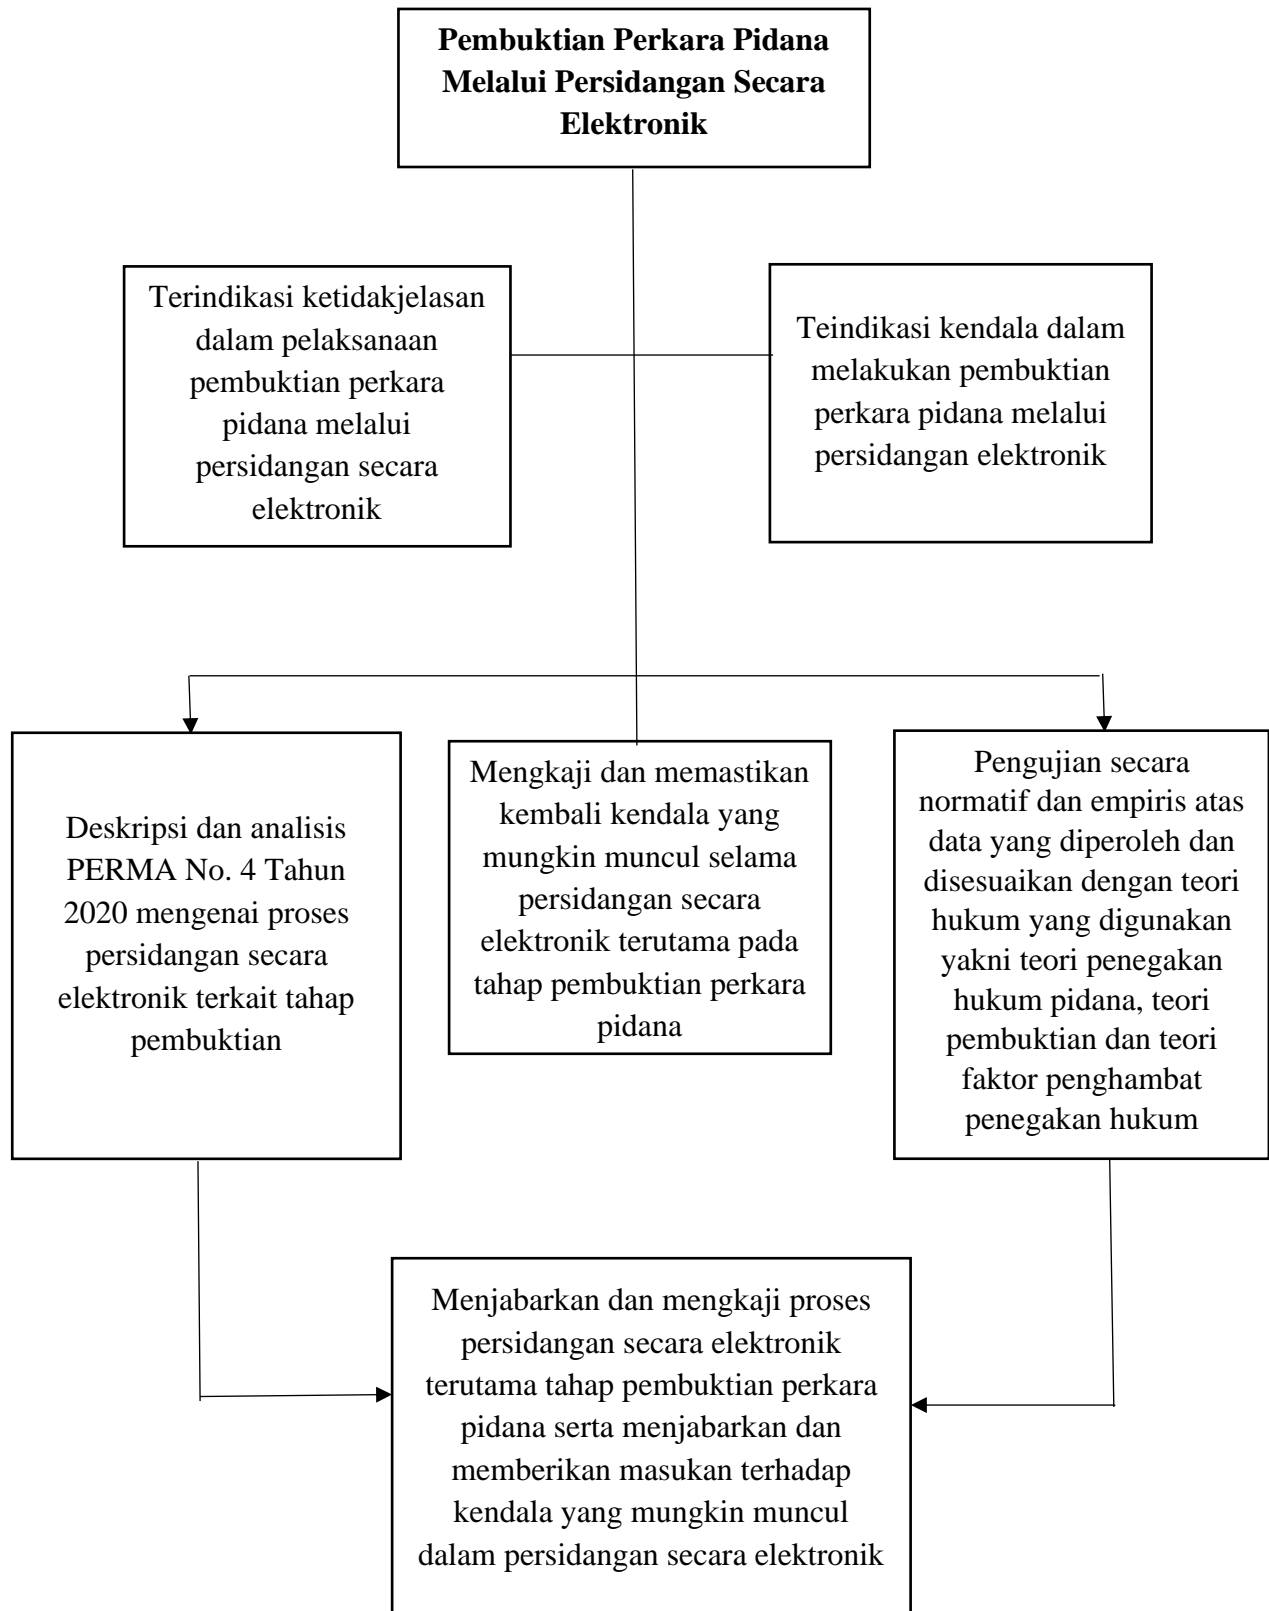 Pembuktian Perkara Pidana
Melalui Persidangan Secara
Elektronik
Terindikasi ketidakjelasan
dalam pelaksanaan
pembuktian perkara
pidana melalui
persidangan secara
elektronik
Teindikasi kendala dalam
melakukan pembuktian
perkara pidana melalui
persidangan elektronik
Deskripsi dan analisis
PERMA No. 4 Tahun
2020 mengenai proses
persidangan secara
elektronik terkait tahap
pembuktian
Mengkaji dan memastikan
kembali kendala yang
mungkin muncul selama
persidangan secara
elektronik terutama pada
tahap pembuktian perkara
pidana
Pengujian secara
normatif dan empiris atas
data yang diperoleh dan
disesuaikan dengan teori
hukum yang digunakan
yakni teori penegakan
hukum pidana, teori
pembuktian dan teori
faktor penghambat
penegakan hukum
Menjabarkan dan mengkaji proses
persidangan secara elektronik
terutama tahap pembuktian perkara
pidana serta menjabarkan dan
memberikan masukan terhadap
kendala yang mungkin muncul
dalam persidangan secara elektronik